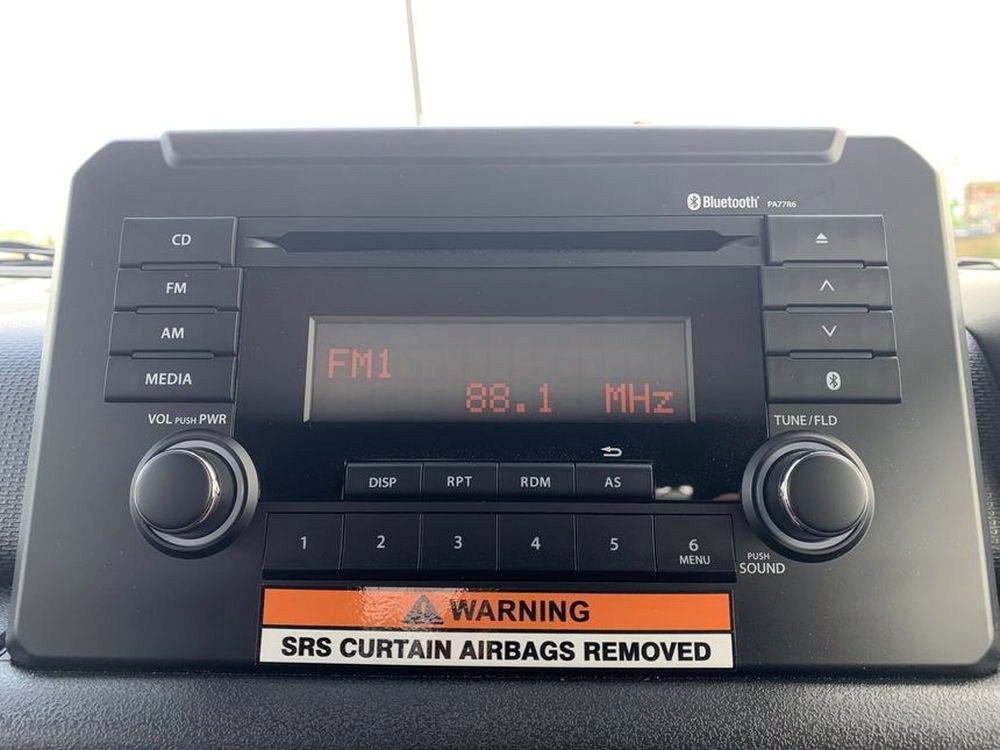 Bluetooth PA77R6
CD
FM
AM
MEDIA
FM1
88.1 MHz
VOL PUSH PWR
TUNE/FLD
DISP RPT RDM AS
1 2 3 4 5 6
MENU
PUSH
SOUND
WARNING
SRS CURTAIN AIRBAGS REMOVED